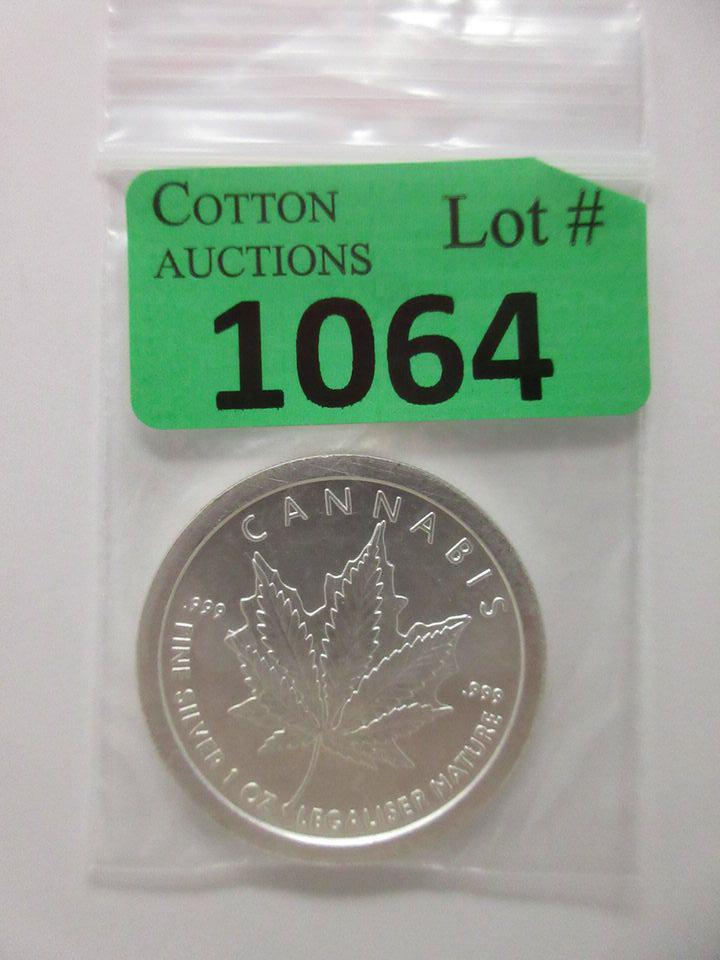 COTTON
AUCTIONS
Lot #
1064
CANNABIS
.999
.999
FINE SILVER 1 OZ LEGALISER NATURE